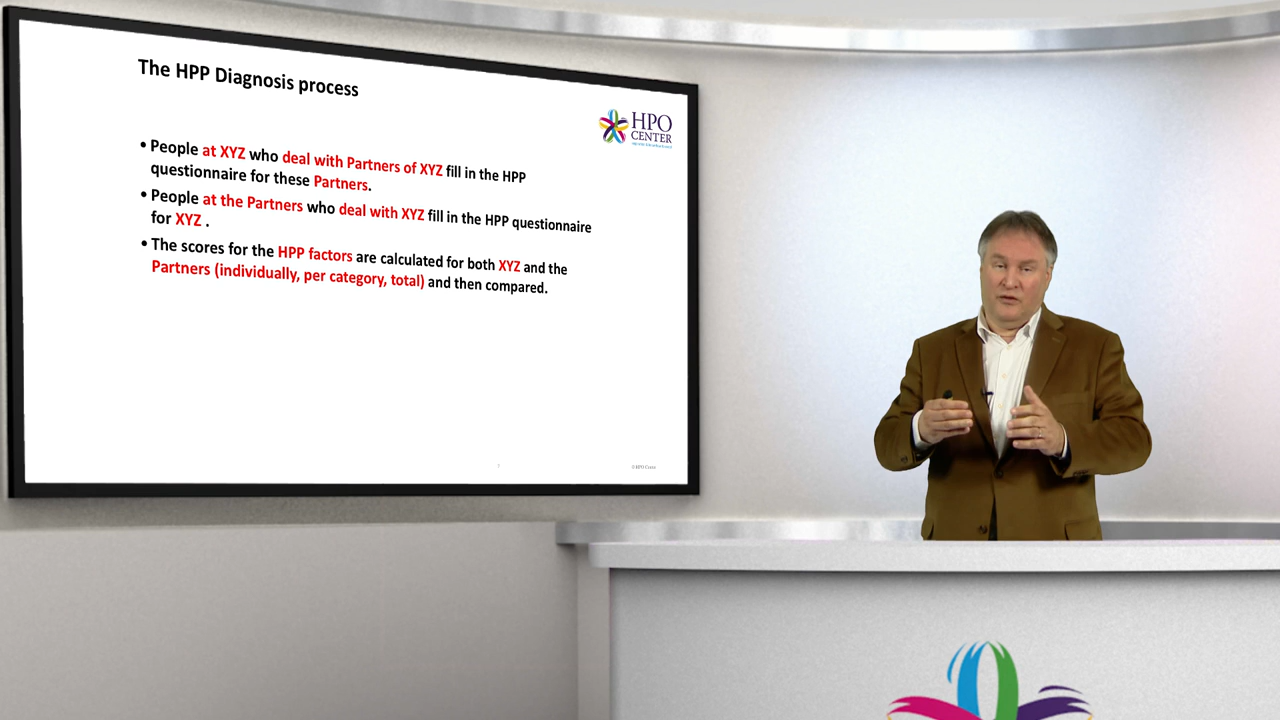 The HPP Diagnosis process
HPO
CENTER
• People at XYZ who deal with Partners of XYZ fill in the HPP
questionnaire for these Partners.
• People at the Partners who deal with XYZ fill in the HPP questionnaire
for XYZ .
• The scores for the HPP factors are calculated for both XYZ and the
Partners (individually, per category, total) and then compared.